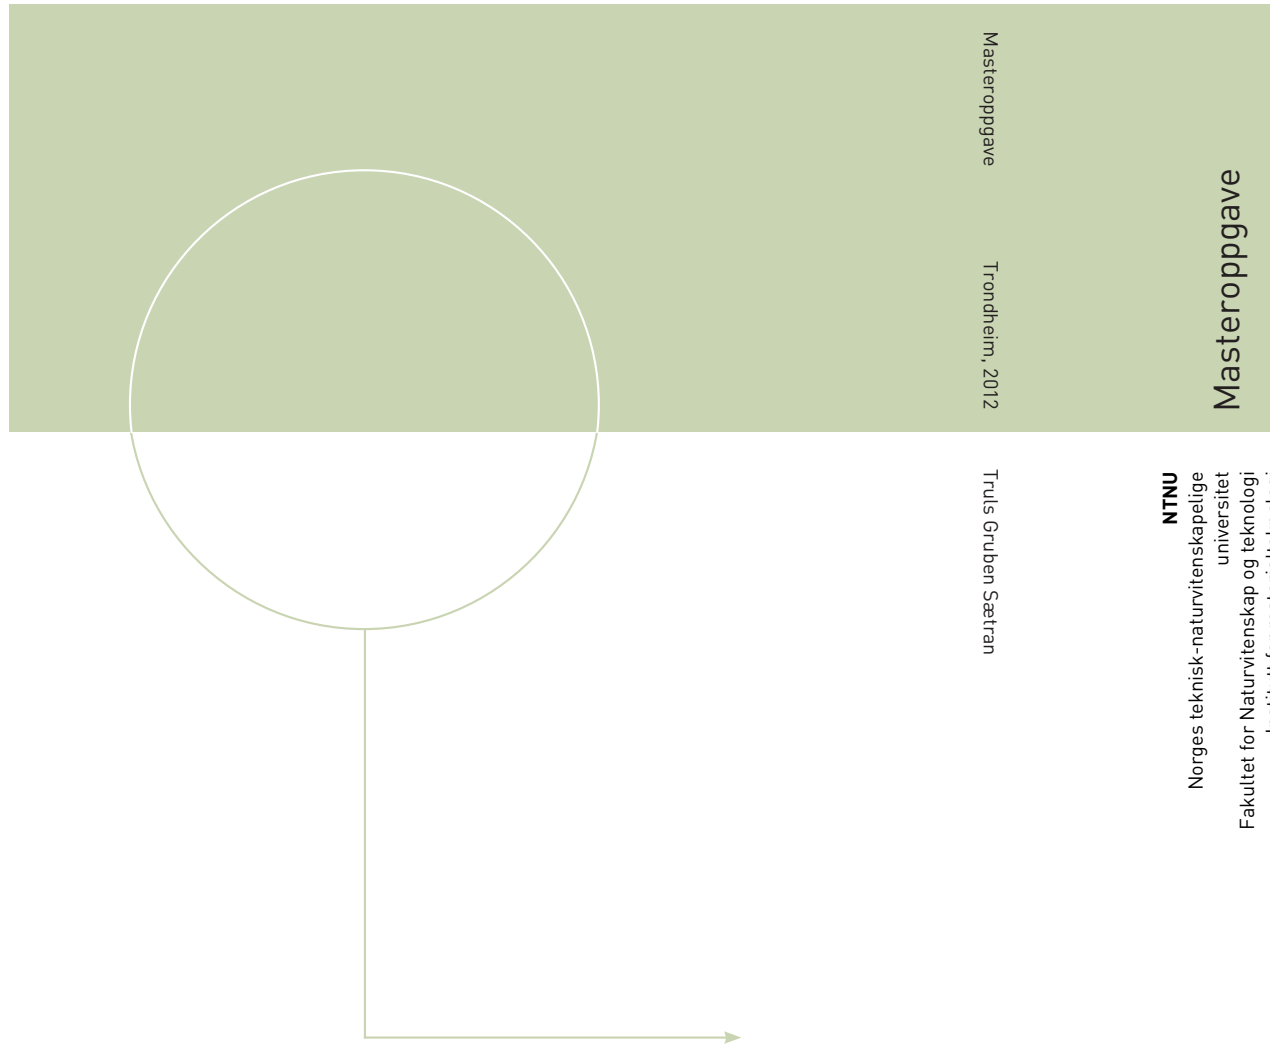 Masteroppgave
Trondheim, 2012
Truls Gruben Sætran
Masteroppgave
NTNU
Norges teknisk-naturvitenskapelige
universitet
Fakultet for Naturvitenskap og teknologi